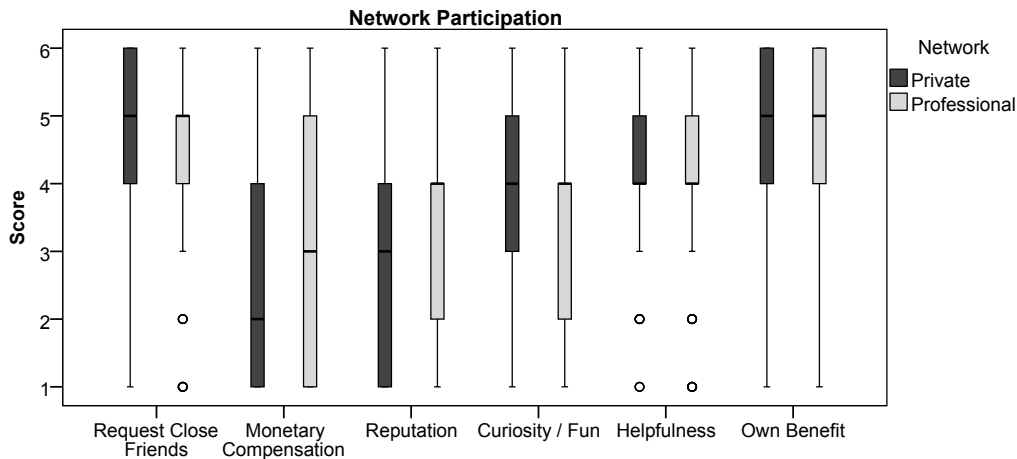 Network Participation
Network
Private
Professional
Score
6
5
4
3
2
1
Request Close
Friends
Monetary
Compensation
Reputation
Curiosity / Fun
Helpfulness
Own Benefit